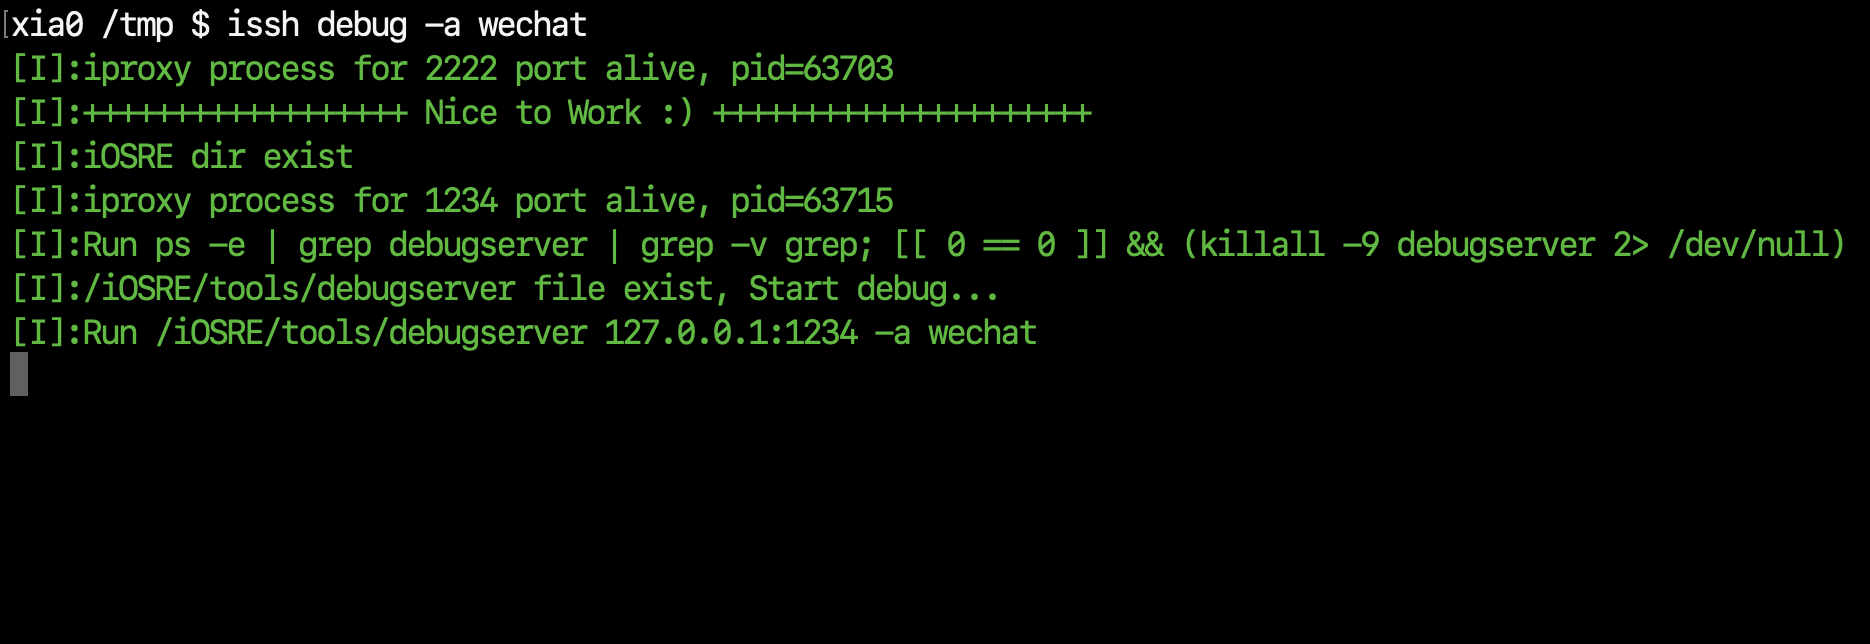 [xia0 /tmp $ issh debug -a wechat
[I]:iproxy process for 2222 port alive, pid=63703
[I]:++++++++++++++++++ Nice to Work :) +++++++++++++++++++++
[I]:iOSRE dir exist
[I]:iproxy process for 1234 port alive, pid=63715
[I]:Run ps -e | grep debugserver | grep -v grep; [[ 0 == 0 ]] && (killall -9 debugserver 2> /dev/null)
[I]:/iOSRE/tools/debugserver file exist, Start debug...
[I]:Run /iOSRE/tools/debugserver 127.0.0.1:1234 -a wechat